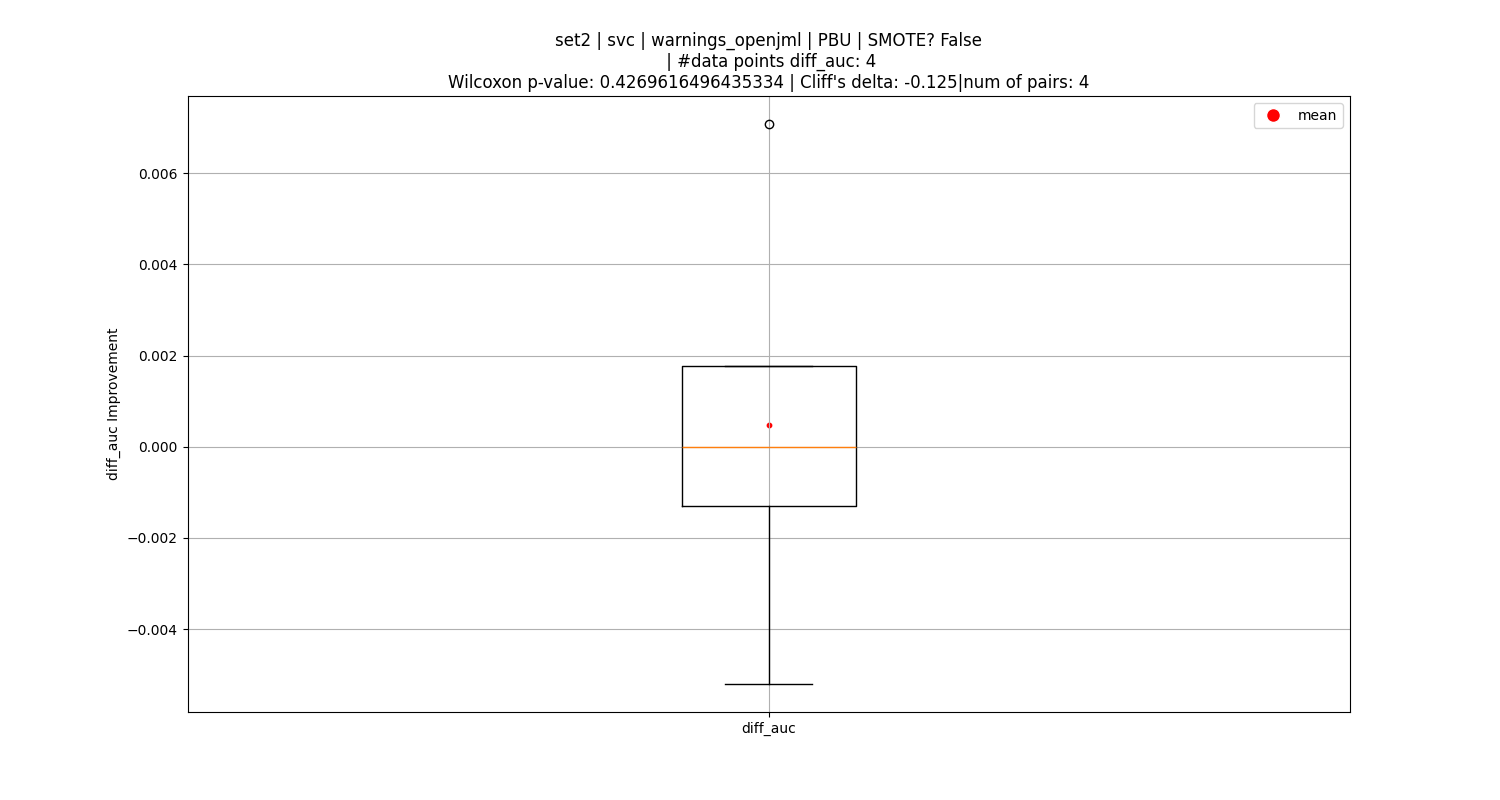 set2 | svc | warnings_openjml | PBU | SMOTE? False
| #data points diff_auc: 4
Wilcoxon p-value: 0.4269616496435334 | Cliff's delta: -0.125|num of pairs: 4
mean
0.006
0.004
0.002
0.000
−0.002
−0.004
diff_auc Improvement
diff_auc